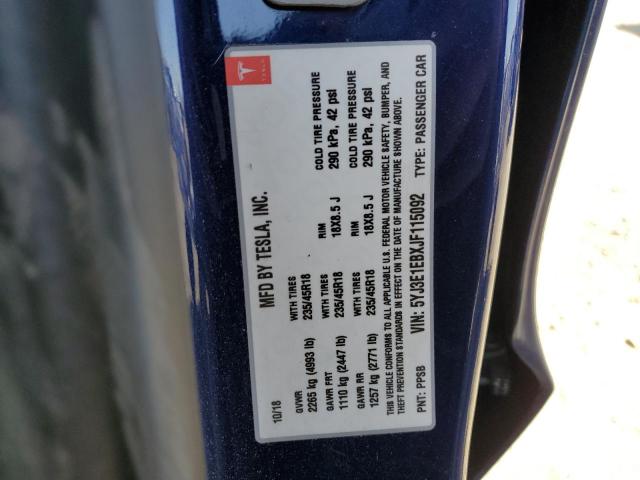 TESLA
10/18 MFD BY TESLA, INC.
GVWR WITH TIRES RIM COLD TIRE PRESSURE
2265 kg (4993 lb) 235/45R18 18X8.5 J 290 kPa, 42 psi
GAWR FRT WITH TIRES RIM COLD TIRE PRESSURE
1110 kg (2447 lb) 235/45R18 18X8.5 J 290 kPa, 42 psi
GAWR RR WITH TIRES
1257 kg (2771 lb) 235/45R18
THIS VEHICLE CONFORMS TO ALL APPLICABLE U.S. FEDERAL MOTOR VEHICLE SAFETY, BUMPER, AND
THEFT PREVENTION STANDARDS IN EFFECT ON THE DATE OF MANUFACTURE SHOWN ABOVE.
VIN: 5YJ3E1EBXJF115092
PNT: PPSB TYPE: PASSENGER CAR